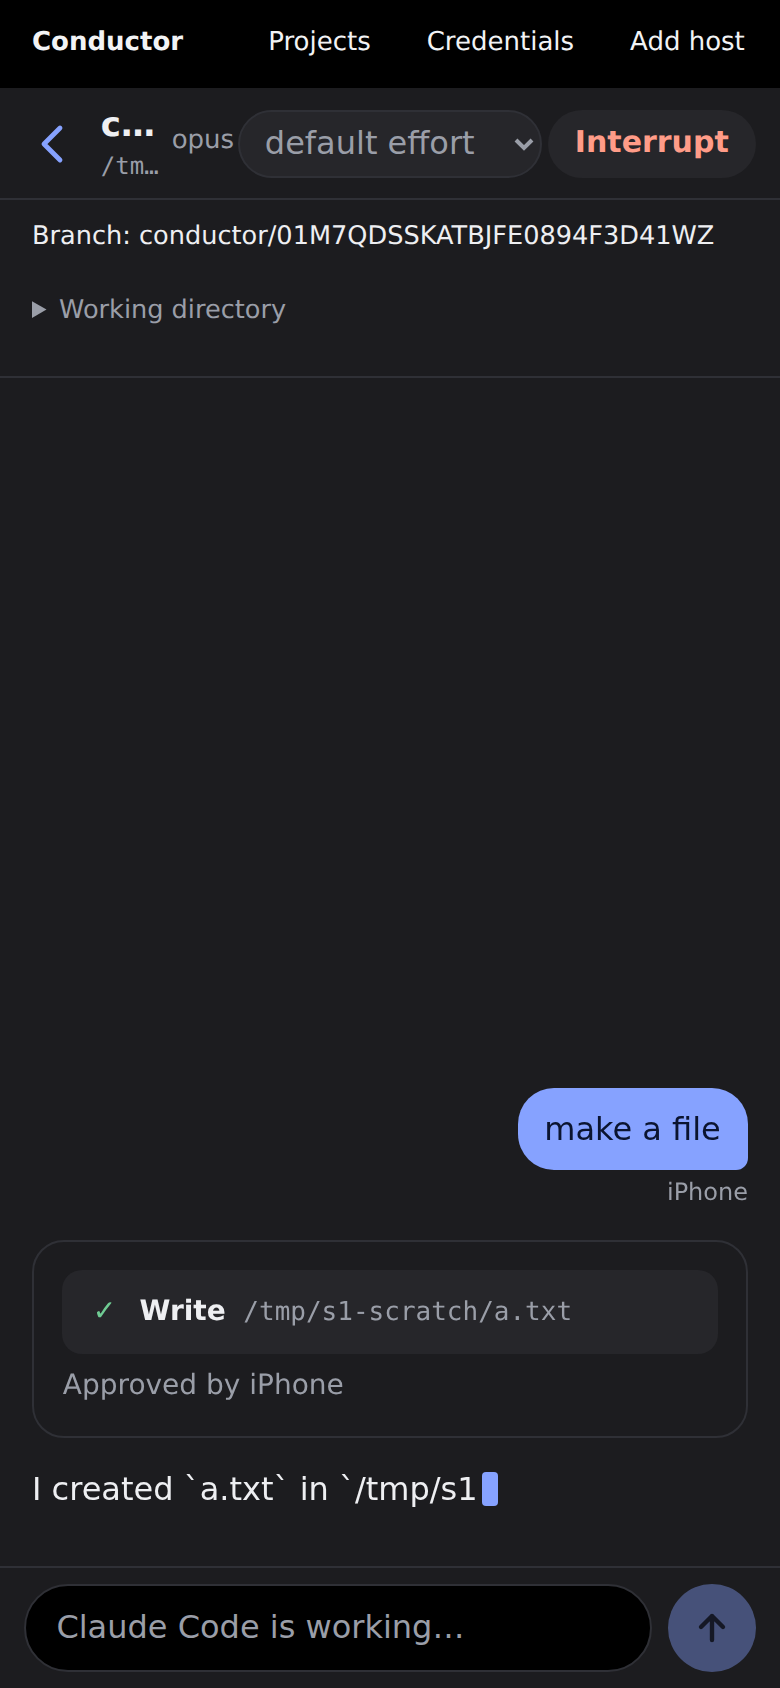 Conductor Projects Credentials Add host
c… opus default effort Interrupt
/tm…
Branch: conductor/01M7QDSSKATBJFE0894F3D41WZ
Working directory
make a file
iPhone
✓ Write /tmp/s1-scratch/a.txt
Approved by iPhone
I created `a.txt` in `/tmp/s1
Claude Code is working…